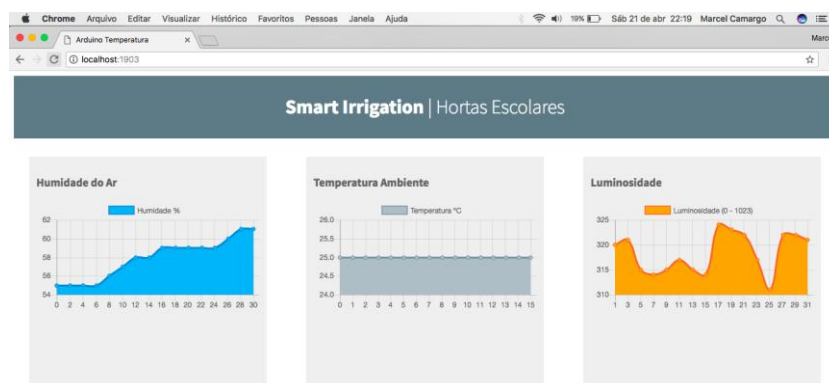 Chrome Arquivo Editar Visualizar Histórico Favoritos Pessoas Janela Ajuda 19% Sáb 21 de abr 22:19 Marcel Camargo
Arduino Temperatura × Marc
localhost:1903
Smart Irrigation | Hortas Escolares
Humidade do Ar
Humidade %
62
60
58
56
54
0 2 4 6 8 10 12 14 16 18 20 22 24 26 28 30
Temperatura Ambiente
Temperatura ºC
26.0
25.5
25.0
24.5
24.0
0 1 2 3 4 5 6 7 8 9 10 11 12 13 14 15
Luminosidade
Luminosidade (0 - 1023)
325
320
315
310
1 3 5 7 9 11 13 15 17 19 21 23 25 27 29 31